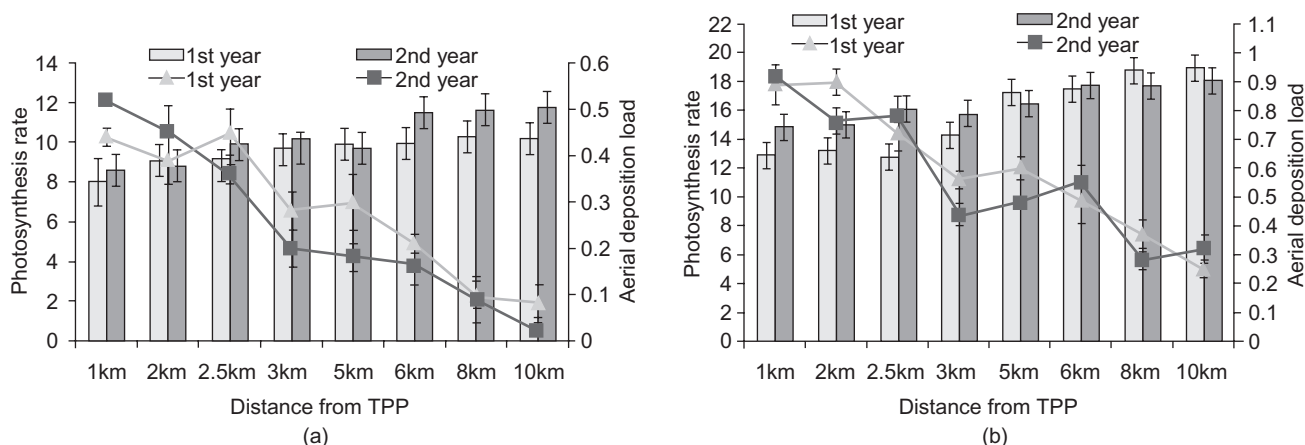 1st year 2nd year
1st year 2nd year
Photosynthesis rate
14
12
10
8
6
4
2
0
0.6
0.5
0.4
0.3
0.2
0.1
0
Aerial deposition load
1km 2km 2.5km 3km 5km 6km 8km 10km
Distance from TPP
(a)
1st year 2nd year
1st year 2nd year
Photosynthesis rate
22
20
18
16
14
12
10
8
6
4
2
0
1.1
1
0.9
0.8
0.7
0.6
0.5
0.4
0.3
0.2
0.1
0
Aerial deposition load
1km 2km 2.5km 3km 5km 6km 8km 10km
Distance from TPP
(b)